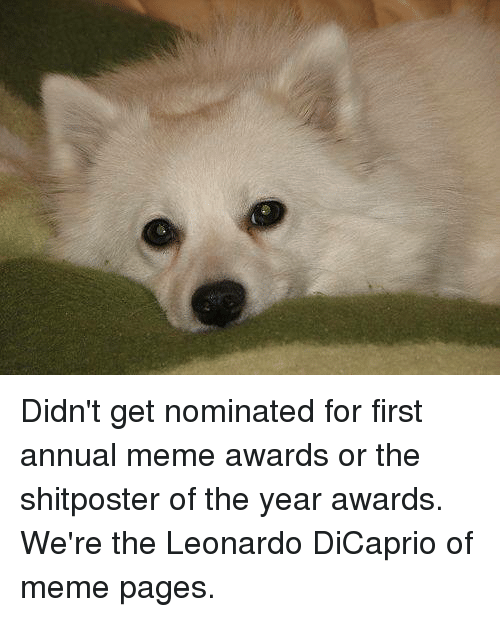 Didn't get nominated for first
annual meme awards or the
shitposter of the year awards.
We're the Leonardo DiCaprio of
meme pages.